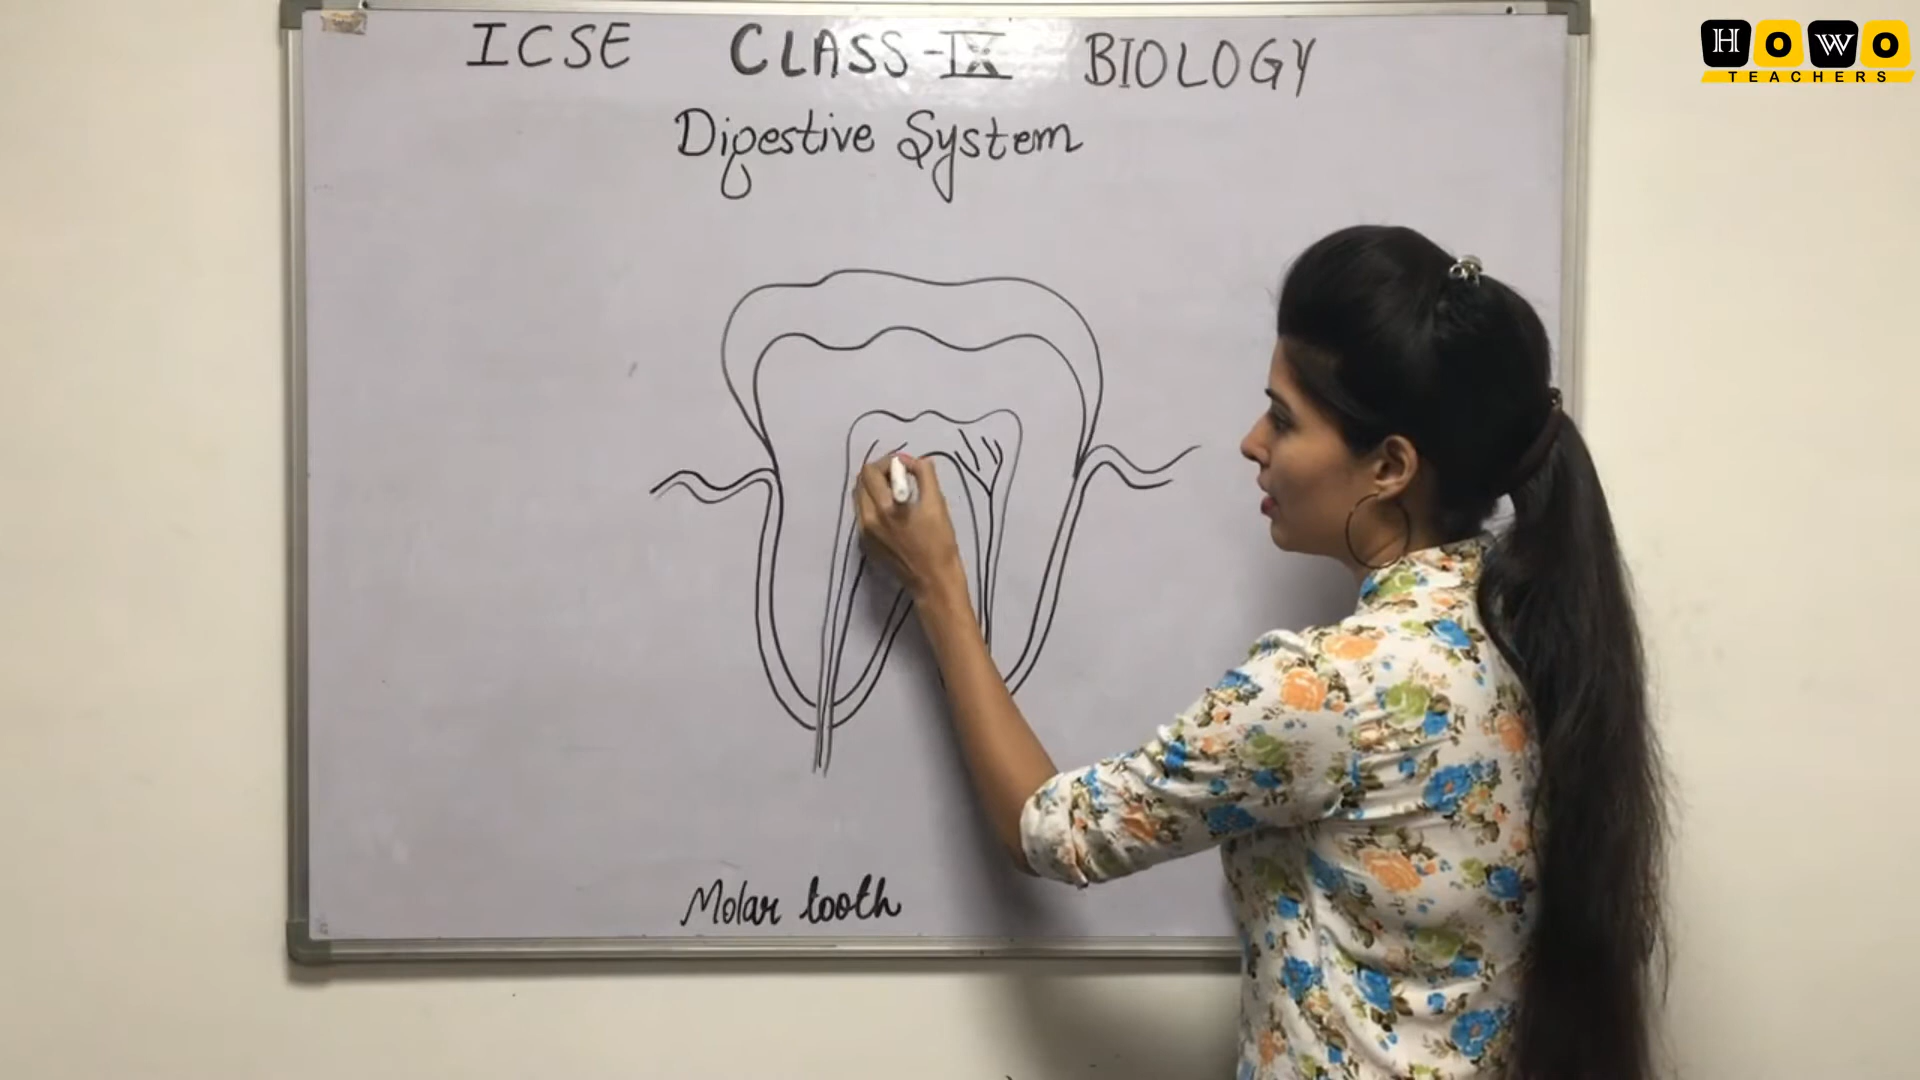 ICSE CLASS-IX BIOLOGY
Digestive System
Molar tooth
HOWO
TEACHERS